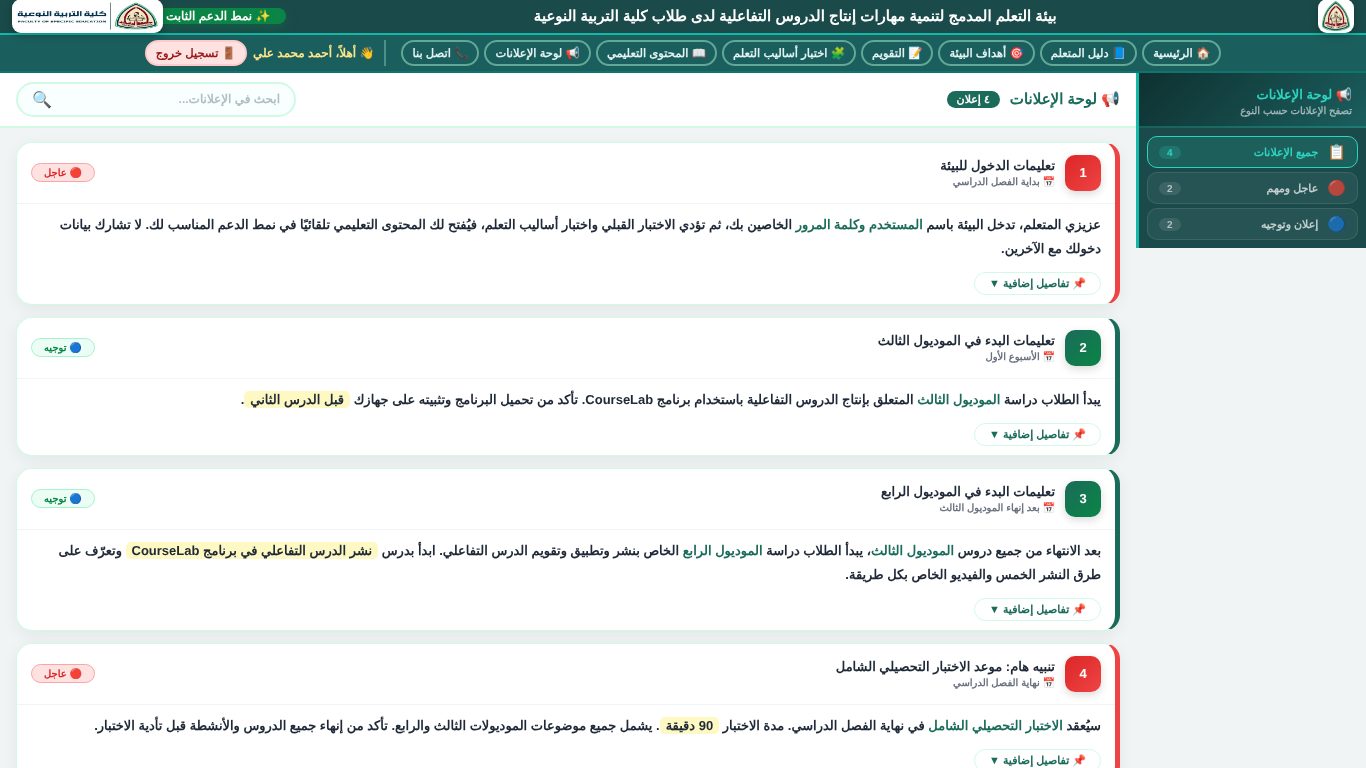 بيئة التعلم المدمج لتنمية مهارات إنتاج الدروس التفاعلية لدى طلاب كلية التربية النوعية
✨ نمط الدعم الثابت
كلية التربية النوعية
FACULTY OF SPECIFIC EDUCATION
🏠 الرئيسية
📘 دليل المتعلم
🎯 أهداف البيئة
📝 التقويم
🧩 اختبار أساليب التعلم
📖 المحتوى التعليمي
📢 لوحة الإعلانات
📞 اتصل بنا
👋 أهلاً، أحمد محمد علي
🚪 تسجيل خروج
📢 لوحة الإعلانات
تصفح الإعلانات حسب النوع
📋 جميع الإعلانات 4
🔴 عاجل ومهم 2
🔵 إعلان وتوجيه 2
📢 لوحة الإعلانات ٤ إعلان
ابحث في الإعلانات... 🔍
1 تعليمات الدخول للبيئة
📅 بداية الفصل الدراسي
🔴 عاجل
عزيزي المتعلم، تدخل البيئة باسم المستخدم وكلمة المرور الخاصين بك، ثم تؤدي الاختبار القبلي واختبار أساليب التعلم، فيُفتح لك المحتوى التعليمي تلقائيًا في نمط الدعم المناسب لك. لا تشارك بيانات
دخولك مع الآخرين.
📌 تفاصيل إضافية ▼
2 تعليمات البدء في الموديول الثالث
📅 الأسبوع الأول
🔵 توجيه
يبدأ الطلاب دراسة الموديول الثالث المتعلق بإنتاج الدروس التفاعلية باستخدام برنامج CourseLab. تأكد من تحميل البرنامج وتثبيته على جهازك قبل الدرس الثاني .
📌 تفاصيل إضافية ▼
3 تعليمات البدء في الموديول الرابع
📅 بعد إنهاء الموديول الثالث
🔵 توجيه
بعد الانتهاء من جميع دروس الموديول الثالث، يبدأ الطلاب دراسة الموديول الرابع الخاص بنشر وتطبيق وتقويم الدرس التفاعلي. ابدأ بدرس نشر الدرس التفاعلي في برنامج CourseLab وتعرّف على
طرق النشر الخمس والفيديو الخاص بكل طريقة.
📌 تفاصيل إضافية ▼
4 تنبيه هام: موعد الاختبار التحصيلي الشامل
📅 نهاية الفصل الدراسي
🔴 عاجل
سيُعقد الاختبار التحصيلي الشامل في نهاية الفصل الدراسي. مدة الاختبار 90 دقيقة . يشمل جميع موضوعات الموديولات الثالث والرابع. تأكد من إنهاء جميع الدروس والأنشطة قبل تأدية الاختبار.
📌 تفاصيل إضافية ▼